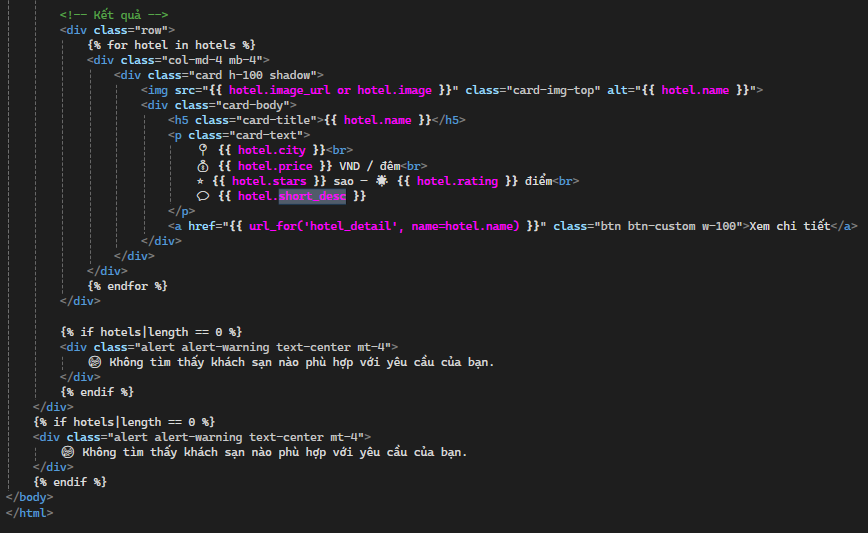 <!-- Kết quả -->
<div class="row">
{% for hotel in hotels %}
<div class="col-md-4 mb-4">
<div class="card h-100 shadow">
<img src="{{ hotel.image_url or hotel.image }}" class="card-img-top" alt="{{ hotel.name }}">
<div class="card-body">
<h5 class="card-title">{{ hotel.name }}</h5>
<p class="card-text">
📍 {{ hotel.city }}<br>
💰 {{ hotel.price }} VND / đêm<br>
⭐ {{ hotel.stars }} sao — 🌟 {{ hotel.rating }} điểm<br>
💬 {{ hotel.short_desc }}
</p>
<a href="{{ url_for('hotel_detail', name=hotel.name) }}" class="btn btn-custom w-100">Xem chi tiết</a>
</div>
</div>
</div>
{% endfor %}
</div>
{% if hotels|length == 0 %}
<div class="alert alert-warning text-center mt-4">
😢 Không tìm thấy khách sạn nào phù hợp với yêu cầu của bạn.
</div>
{% endif %}
</div>
{% if hotels|length == 0 %}
<div class="alert alert-warning text-center mt-4">
😢 Không tìm thấy khách sạn nào phù hợp với yêu cầu của bạn.
</div>
{% endif %}
</body>
</html>